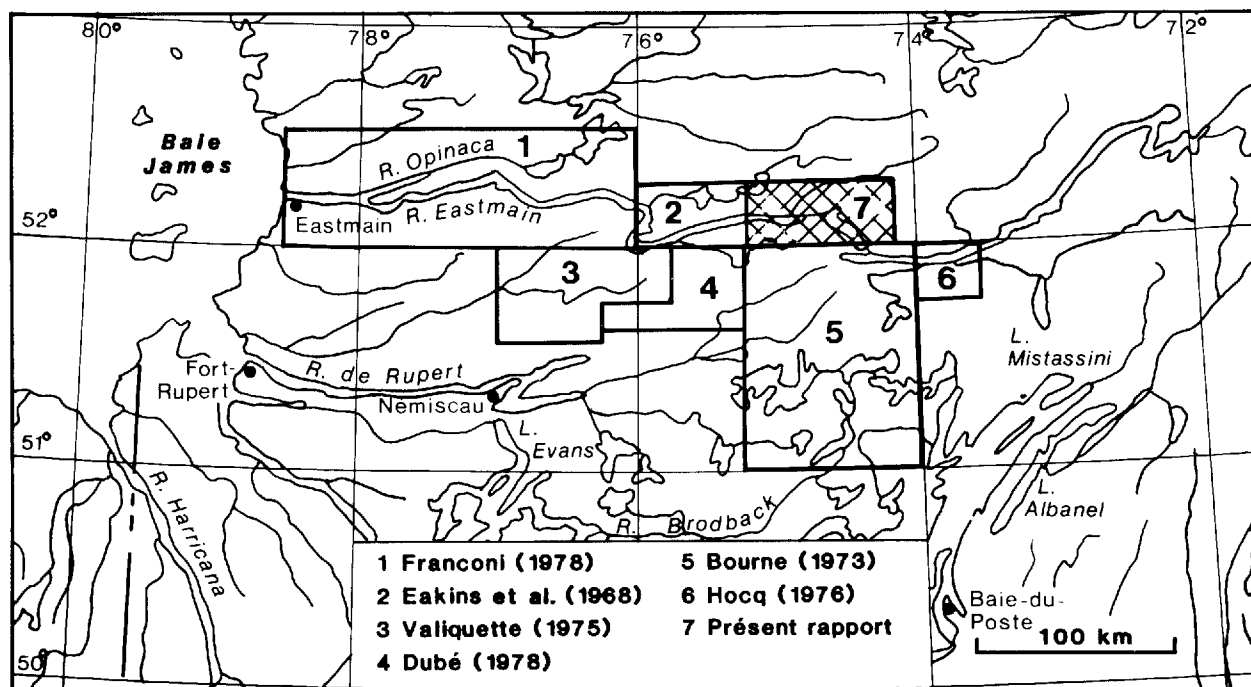 80°
78°
76°
74°
72°
Baie
James
R. Opinaca
1
52°
Eastmain
R. Eastmain
2
7
3
4
6
5
L.
Mistassini
Fort-
Rupert
R. de Rupert
Némiscau
51°
L.
Evans
R. Harricana
R. Brodback
L.
Albanel
1 Franconi (1978)
2 Eakins et al. (1968)
3 Valiquette (1975)
4 Dubé (1978)
5 Bourne (1973)
6 Hocq (1976)
7 Présent rapport
Baie-du-
Poste
100 km
50°